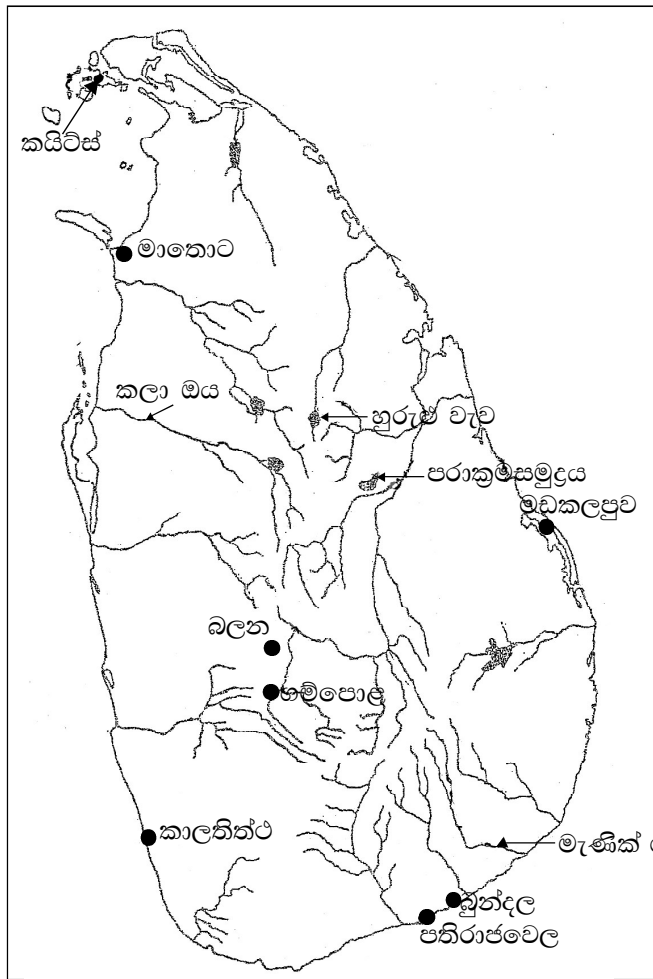 කයිට්ස්
මාතොට
කලා ඔය
හුරුළු වැව
පරාක්‍රමසමුද්‍රය
මඩකලපුව
බලන
ගම්පොළ
කාලතිත්ථ
මැණික්
බුන්දල
පතිරාජවෙල